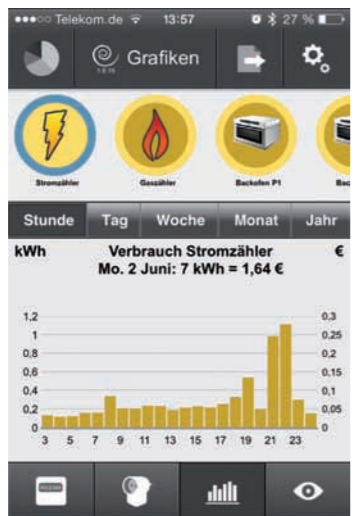 Telekom.de 13:57 27 %
Grafiken
Stromzähler Gaszähler Backofen P1 Bac
Stunde Tag Woche Monat Jahr
kWh Verbrauch Stromzähler €
Mo. 2 Juni: 7 kWh = 1,64 €
1,2 0,3
1 0,25
0,8 0,2
0,6 0,15
0,4 0,1
0,2 0,05
0 0
3 5 7 9 11 13 15 17 19 21 23